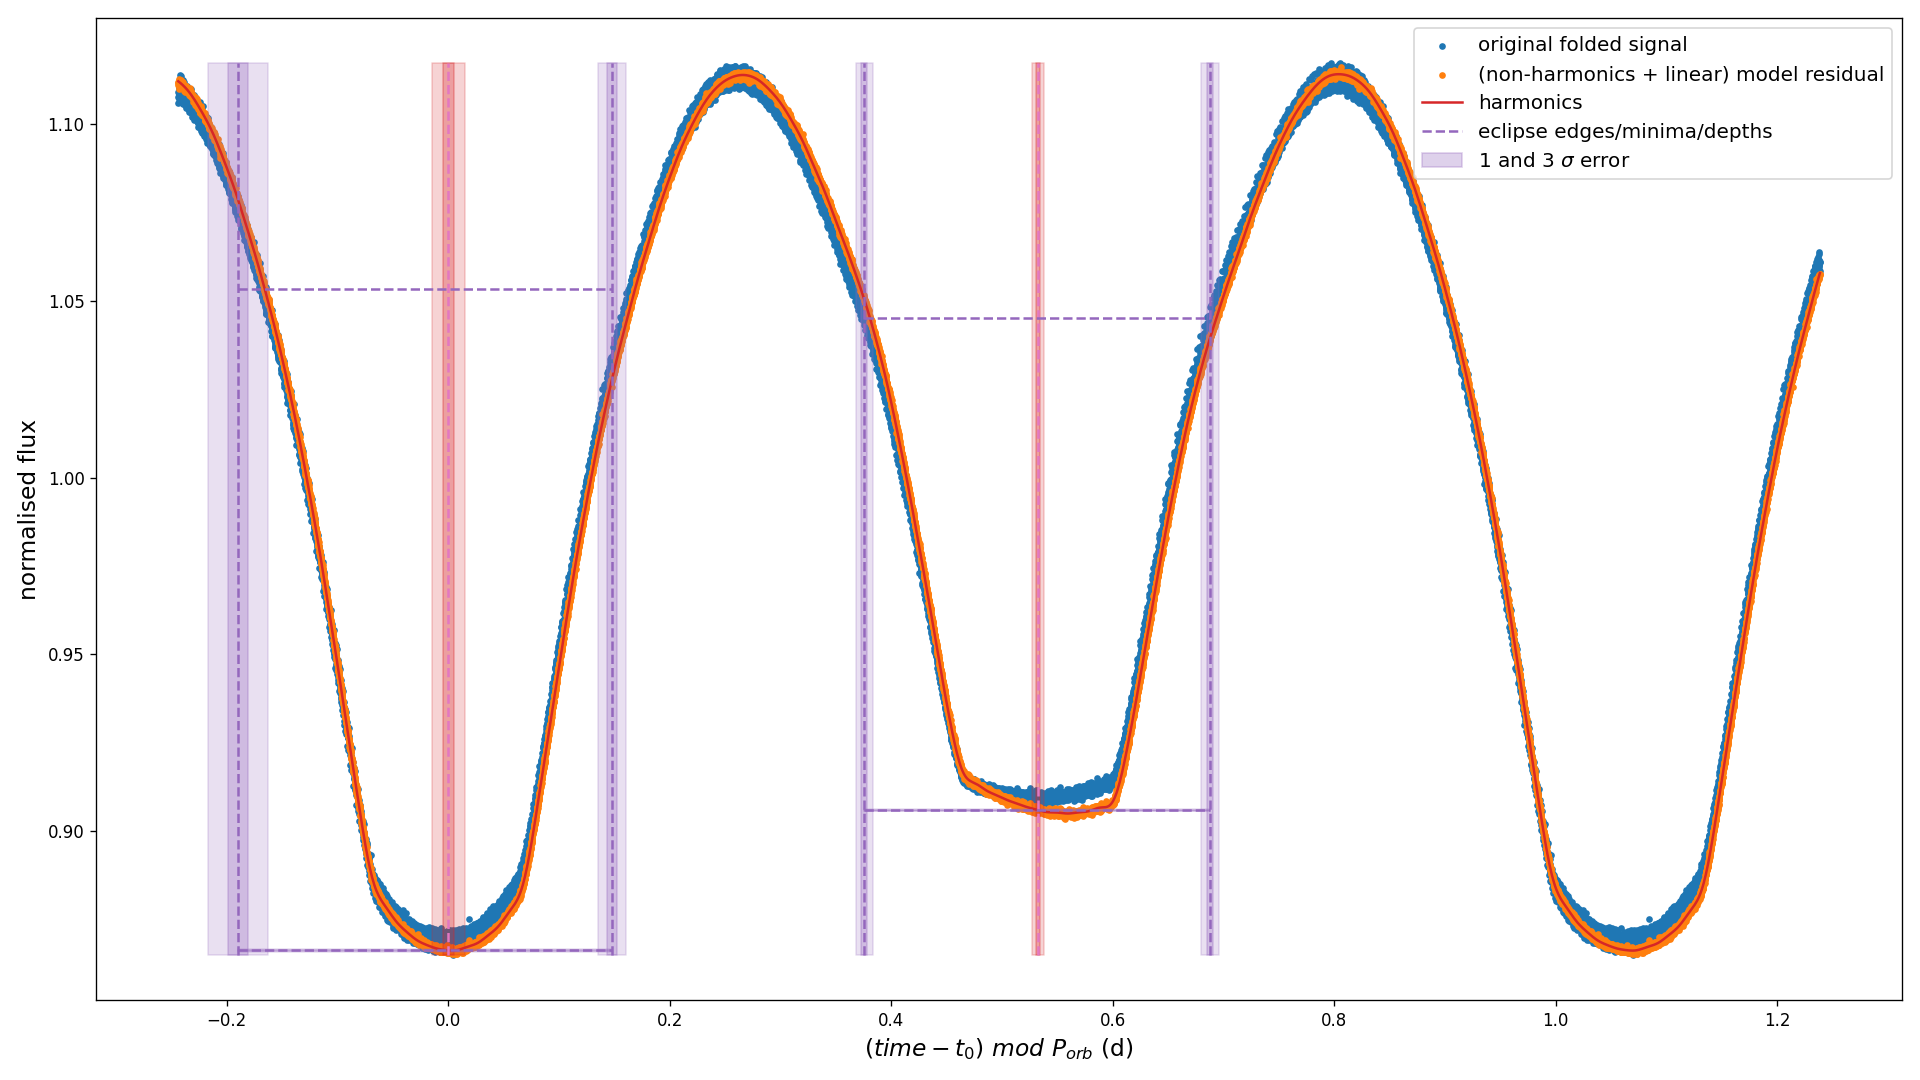 original folded signal
(non-harmonics + linear) model residual
harmonics
eclipse edges/minima/depths
1 and 3 σ error
normalised flux
1.10
1.05
1.00
0.95
0.90
−0.2 0.0 0.2 0.4 0.6 0.8 1.0 1.2
(time − t₀) mod Pₒᵣb (d)